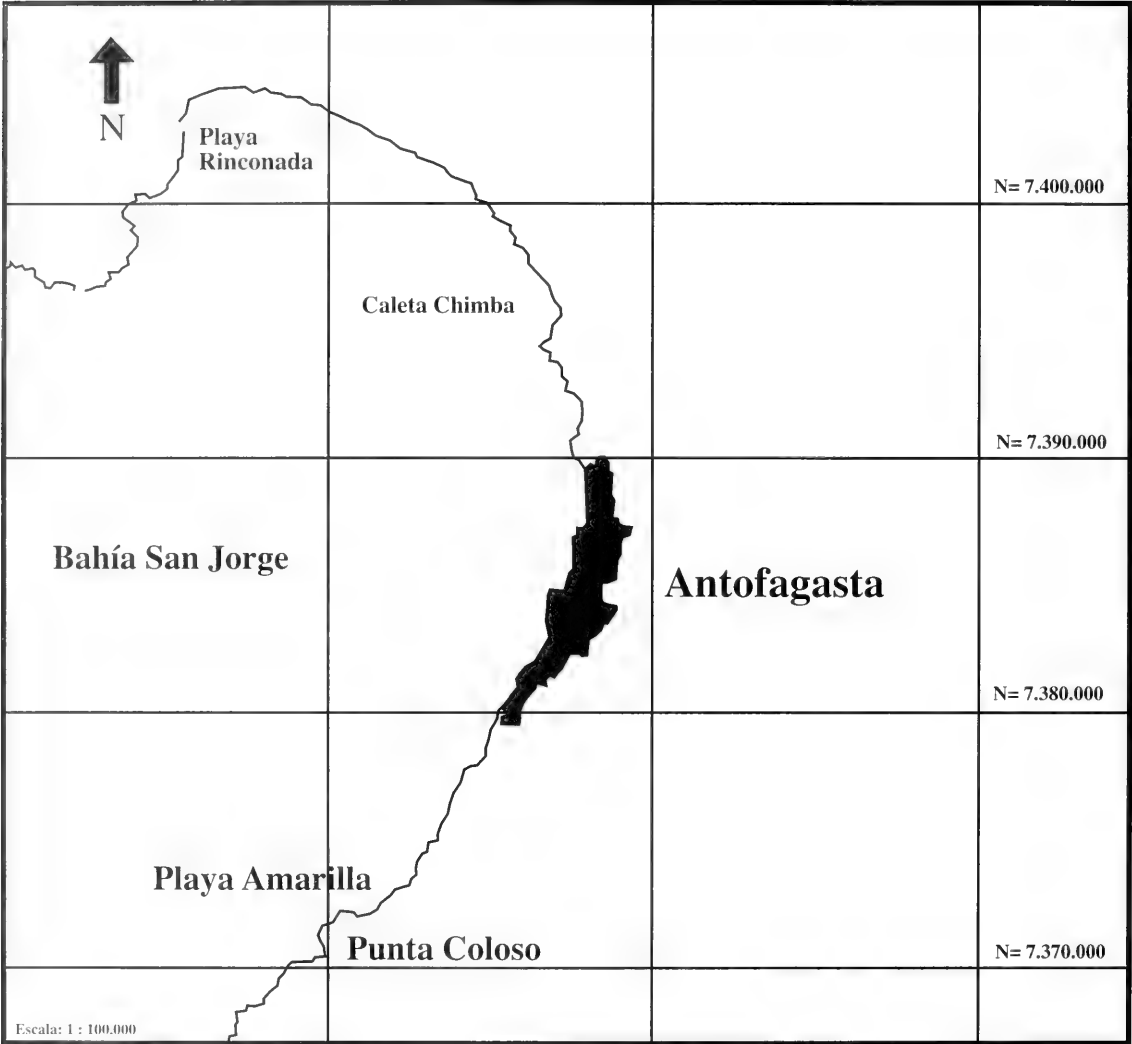 N
Playa
Rinconada
N= 7.400.000
Caleta Chimba
N= 7.390.000
Bahía San Jorge
Antofagasta
N= 7.380.000
Playa Amarilla
Punta Coloso
N= 7.370.000
Escala: 1 : 100.000